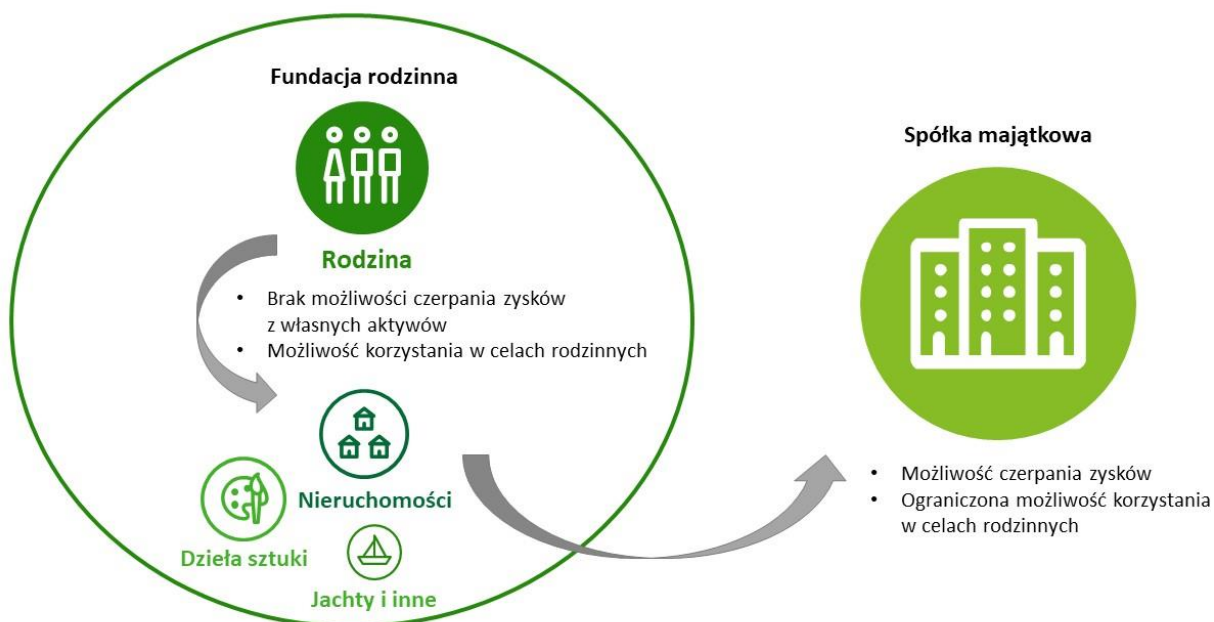 Fundacja rodzinna
Rodzina
• Brak możliwości czerpania zysków
z własnych aktywów
• Możliwość korzystania w celach rodzinnych
Nieruchomości
Dzieła sztuki
Jachty i inne
Spółka majątkowa
• Możliwość czerpania zysków
• Ograniczona możliwość korzystania
w celach rodzinnych